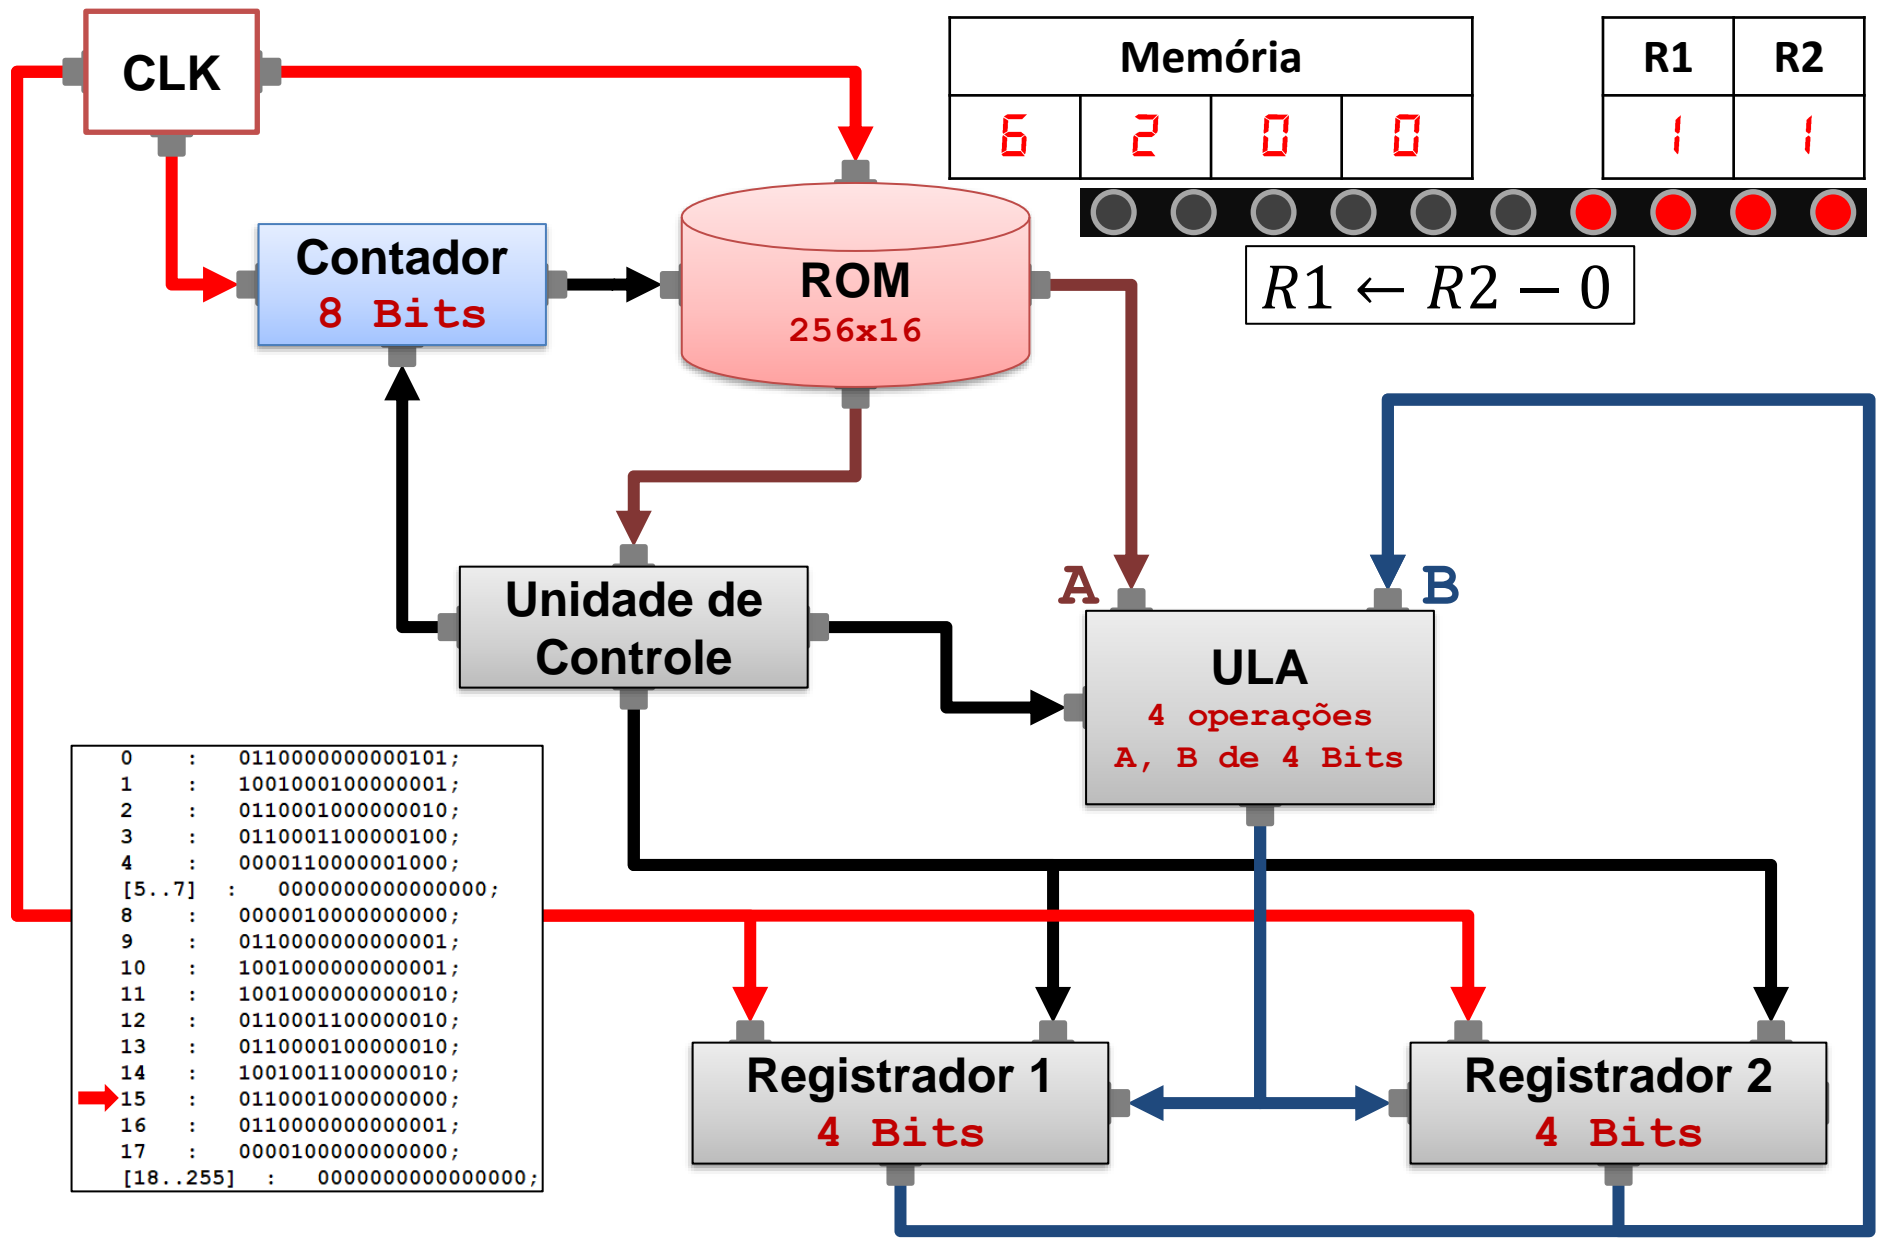 CLK
Memória
R1 R2
6 2 0 0
1 1
Contador
8 Bits
ROM
256x16
R1 ← R2 − 0
A
B
Unidade de
Controle
ULA
4 operações
A, B de 4 Bits
0 : 0110000000000101;
1 : 1001000100000001;
2 : 0110001000000010;
3 : 0110001100000100;
4 : 0000110000001000;
[5..7] : 0000000000000000;
8 : 0000010000000000;
9 : 0110000000000001;
10 : 1001000000000001;
11 : 1001000000000010;
12 : 0110001100000010;
13 : 0110000100000010;
14 : 1001001100000010;
15 : 0110001000000000;
16 : 0110000000000001;
17 : 0000100000000000;
[18..255] : 0000000000000000;
Registrador 1
4 Bits
Registrador 2
4 Bits